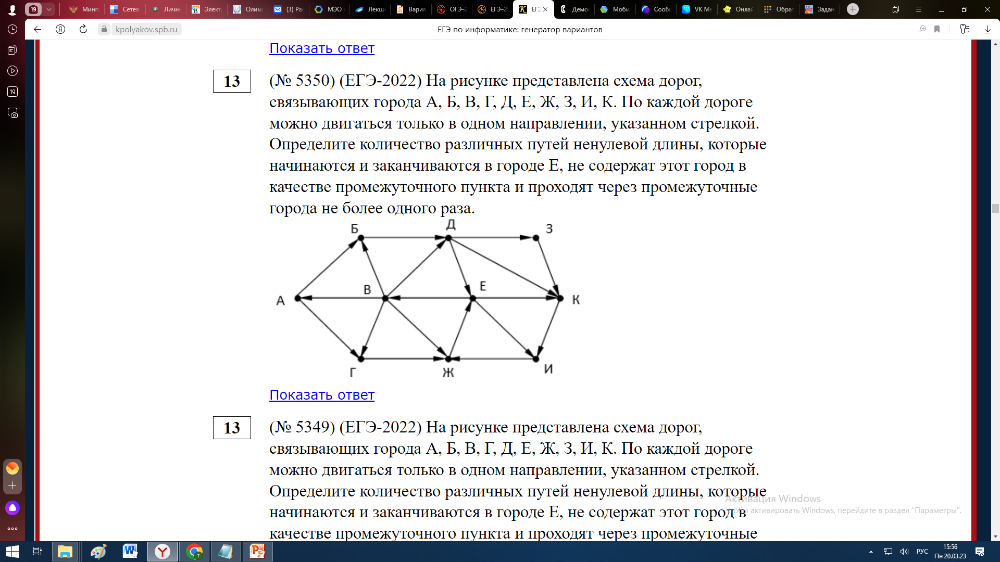 19
Минпр
Сетев
Личны
Элект
Олим
(3) Рас
МЭО
Лекци
Вариа
ОГЭ–2
ЕГЭ–2
ЕГЭ
Демо
Моби
Сообщ
VK Me
Онлай
Образ
Задан
kpolyakov.spb.ru
ЕГЭ по информатике: генератор вариантов
19
Показать ответ
13
(№ 5350) (ЕГЭ-2022) На рисунке представлена схема дорог,
связывающих города А, Б, В, Г, Д, Е, Ж, З, И, К. По каждой дороге
можно двигаться только в одном направлении, указанном стрелкой.
Определите количество различных путей ненулевой длины, которые
начинаются и заканчиваются в городе Е, не содержат этот город в
качестве промежуточного пункта и проходят через промежуточные
города не более одного раза.
Б
Д
З
А
В
Е
К
Г
Ж
И
Показать ответ
13
(№ 5349) (ЕГЭ-2022) На рисунке представлена схема дорог,
связывающих города А, Б, В, Г, Д, Е, Ж, З, И, К. По каждой дороге
можно двигаться только в одном направлении, указанном стрелкой.
Определите количество различных путей ненулевой длины, которые
начинаются и заканчиваются в городе Е, не содержат этот город в
качестве промежуточного пункта и проходят через промежуточные
Активация Windows
Чтобы активировать Windows, перейдите в раздел "Параметры".
РУС
15:56
Пн 20.03.23